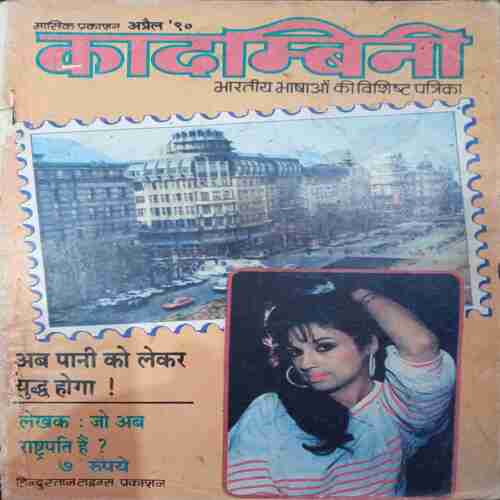 मासिक प्रकाशन अप्रैल '९०
कादम्बिनी
भारतीय भाषाओं की विशिष्ट पत्रिका
अब पानी को लेकर
युद्ध होगा !
लेखक : जो अब
राष्ट्रपति हैं ?
७ रुपये
हिन्दुस्तान टाइम्स प्रकाशन